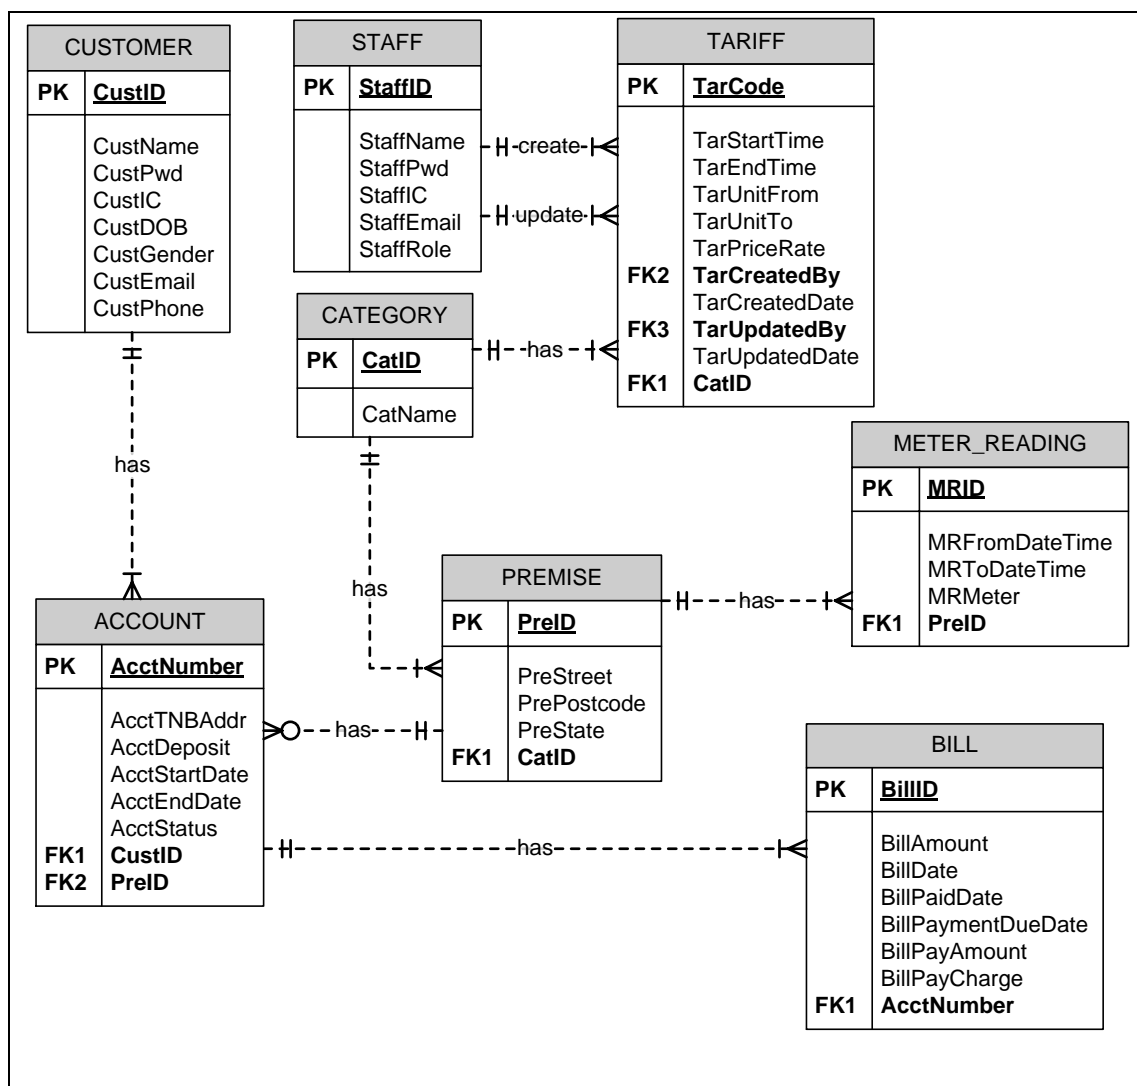 CUSTOMER
PK CustID
CustName
CustPwd
CustIC
CustDOB
CustGender
CustEmail
CustPhone
STAFF
PK StaffID
StaffName
StaffPwd
StaffIC
StaffEmail
StaffRole
create
update
TARIFF
PK TarCode
TarStartTime
TarEndTime
TarUnitFrom
TarUnitTo
TarPriceRate
FK2 TarCreatedBy
TarCreatedDate
FK3 TarUpdatedBy
TarUpdatedDate
FK1 CatID
CATEGORY
PK CatID
CatName
has
has
has
METER_READING
PK MRID
MRFromDateTime
MRToDateTime
MRMeter
FK1 PreID
PREMISE
PK PreID
PreStreet
PrePostcode
PreState
FK1 CatID
has
ACCOUNT
PK AcctNumber
AcctTNBAddr
AcctDeposit
AcctStartDate
AcctEndDate
AcctStatus
FK1 CustID
FK2 PreID
has
has
BILL
PK BillID
BillAmount
BillDate
BillPaidDate
BillPaymentDueDate
BillPayAmount
BillPayCharge
FK1 AcctNumber